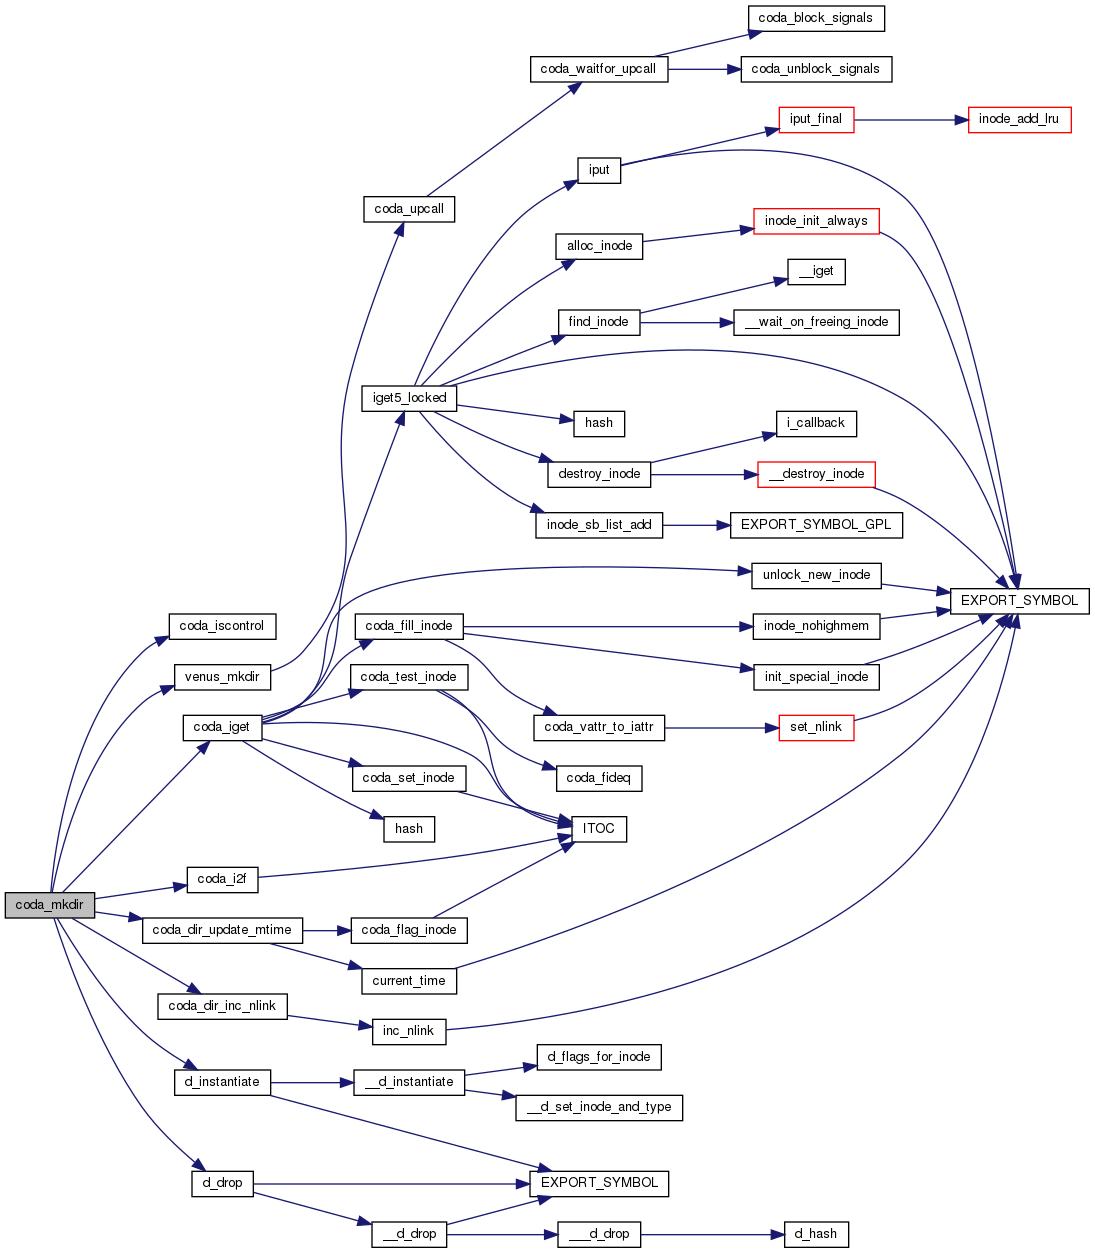 coda_block_signals
coda_waitfor_upcall
coda_unblock_signals
iput_final
inode_add_lru
iput
coda_upcall
inode_init_always
alloc_inode
__iget
find_inode
__wait_on_freeing_inode
iget5_locked
hash
i_callback
destroy_inode
__destroy_inode
inode_sb_list_add
EXPORT_SYMBOL_GPL
unlock_new_inode
EXPORT_SYMBOL
coda_iscontrol
coda_fill_inode
inode_nohighmem
venus_mkdir
coda_test_inode
init_special_inode
coda_iget
coda_vattr_to_iattr
set_nlink
coda_set_inode
coda_fideq
hash
ITOC
coda_i2f
coda_mkdir
coda_dir_update_mtime
coda_flag_inode
current_time
coda_dir_inc_nlink
inc_nlink
d_flags_for_inode
d_instantiate
__d_instantiate
__d_set_inode_and_type
d_drop
EXPORT_SYMBOL
__d_drop
___d_drop
d_hash